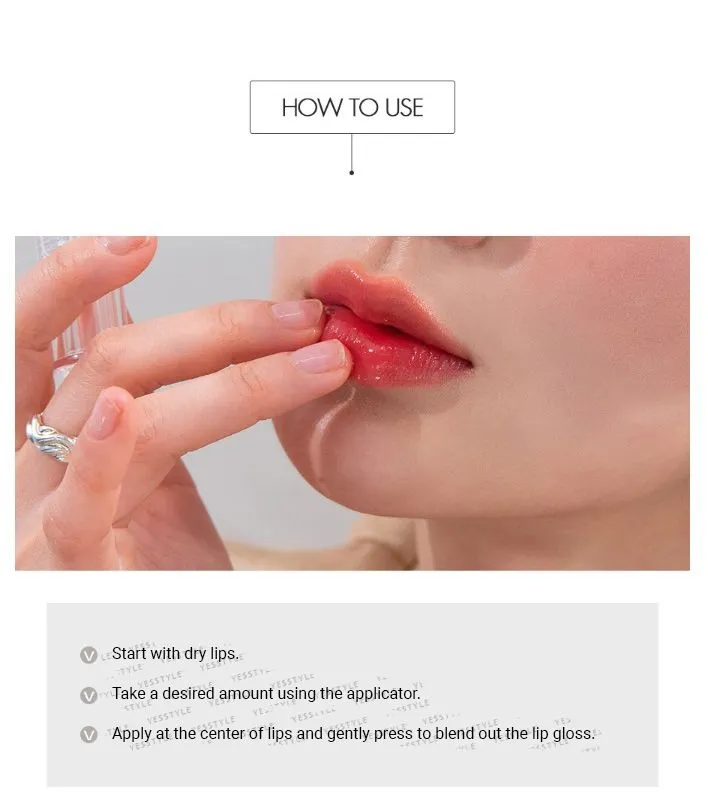 HOW TO USE
Start with dry lips.
Take a desired amount using the applicator.
Apply at the center of lips and gently press to blend out the lip gloss.
YESSTYLE